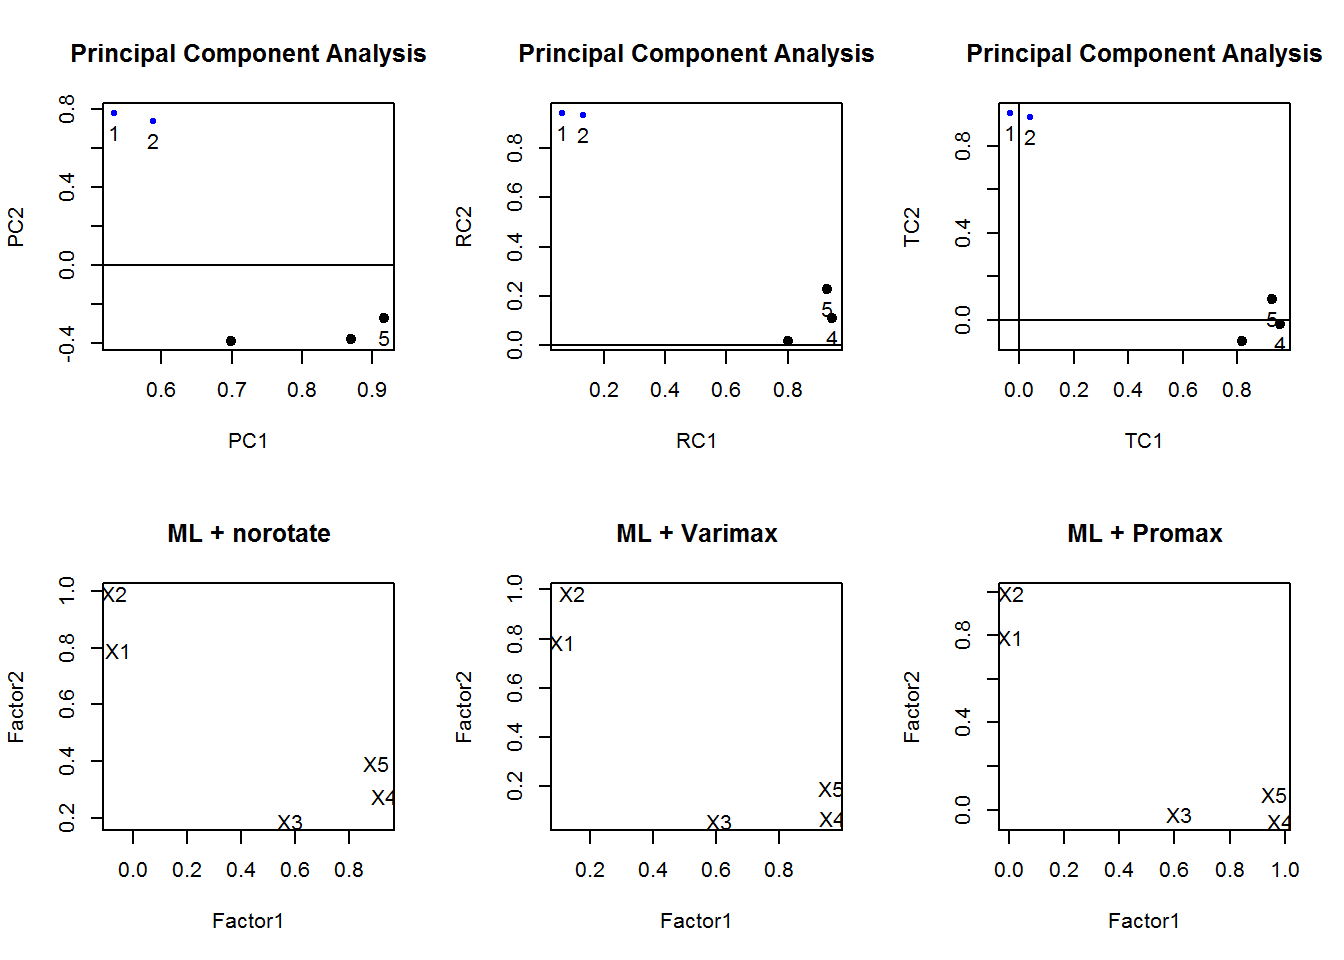 Principal Component Analysis
PC2
0.8
0.4
0.0
-0.4
1
2
5
0.6
0.7
0.8
0.9
PC1
Principal Component Analysis
RC2
0.8
0.6
0.4
0.2
0.0
1
2
5
4
0.2
0.4
0.6
0.8
RC1
Principal Component Analysis
TC2
0.8
0.4
0.0
1
2
5
4
0.0
0.2
0.4
0.6
0.8
TC1
ML + norotate
Factor2
1.0
0.8
0.6
0.4
0.2
X2
X1
X5
X4
X3
0.0
0.2
0.4
0.6
0.8
Factor1
ML + Varimax
Factor2
1.0
0.8
0.6
0.4
0.2
X2
X1
X5
X4
X3
0.2
0.4
0.6
0.8
Factor1
ML + Promax
Factor2
0.8
0.4
0.0
X2
X1
X5
X3
X4
0.0
0.2
0.4
0.6
0.8
1.0
Factor1